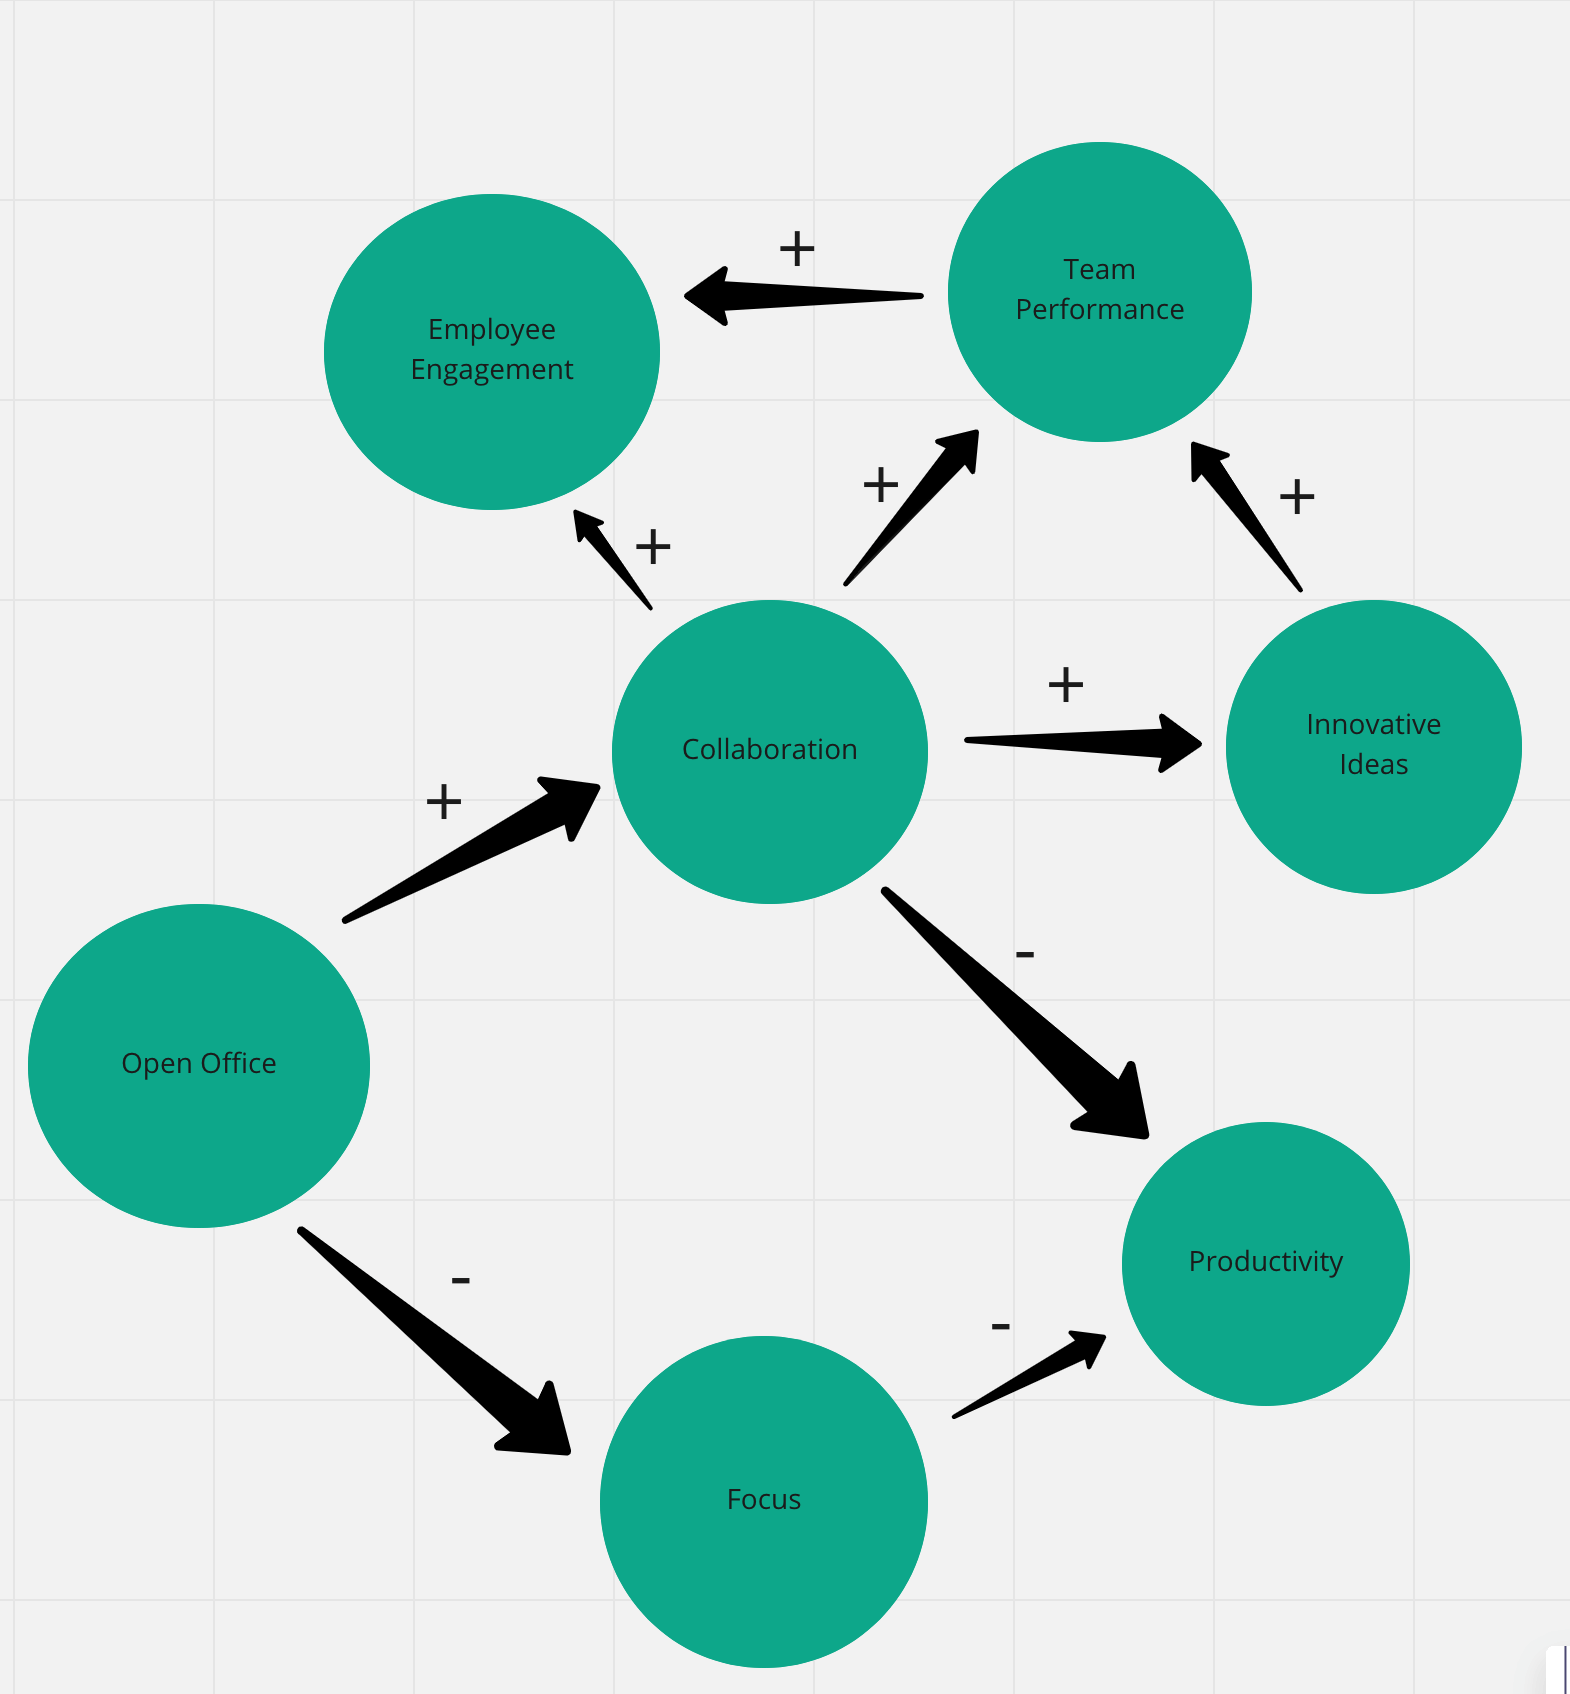 +
Team
Performance
Employee
Engagement
+
+
+
+
+
Innovative
Ideas
Collaboration
+
-
Open Office
Productivity
-
-
Focus